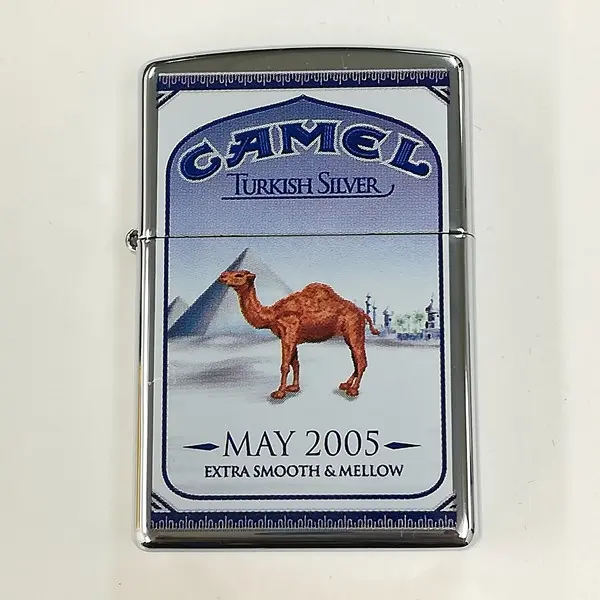 CAMEL
TURKISH SILVER
MAY 2005
EXTRA SMOOTH & MELLOW